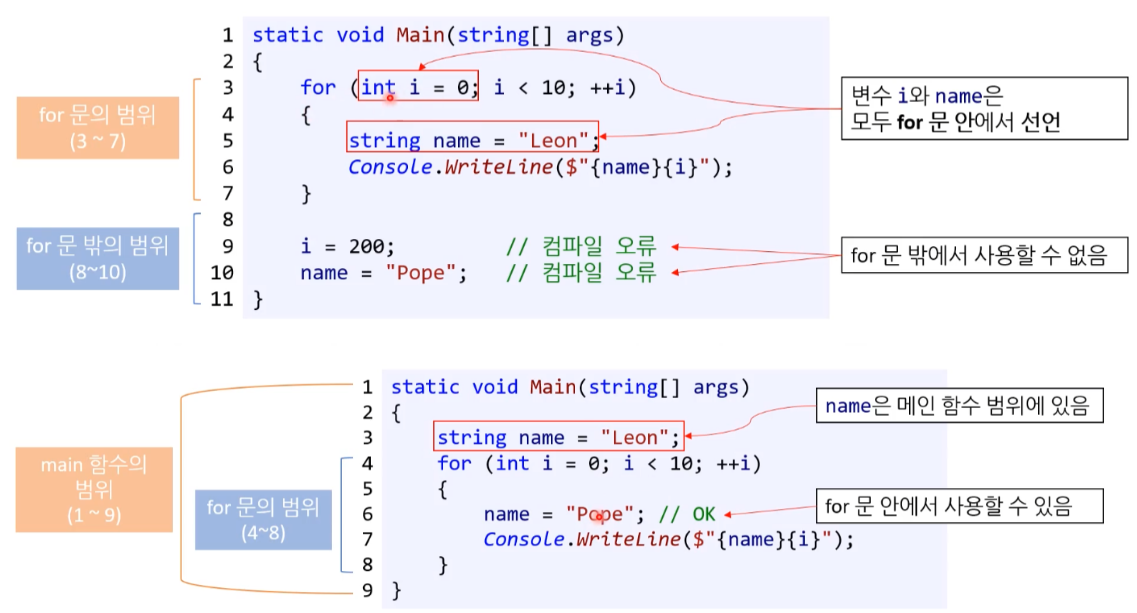 1 static void Main(string[] args)
2 {
3 for (int i = 0; i < 10; ++i)
4 {
5 string name = "Leon";
6 Console.WriteLine($"{name}{i}");
7 }
8
9 i = 200; // 컴파일 오류
10 name = "Pope"; // 컴파일 오류
11 }
for 문의 범위
(3 ~ 7)
for 문 밖의 범위
(8~10)
변수 i와 name은
모두 for 문 안에서 선언
for 문 밖에서 사용할 수 없음
1 static void Main(string[] args)
2 {
3 string name = "Leon";
4 for (int i = 0; i < 10; ++i)
5 {
6 name = "Pope"; // OK
7 Console.WriteLine($"{name}{i}");
8 }
9 }
main 함수의
범위
(1 ~ 9)
for 문의 범위
(4~8)
name은 메인 함수 범위에 있음
for 문 안에서 사용할 수 있음